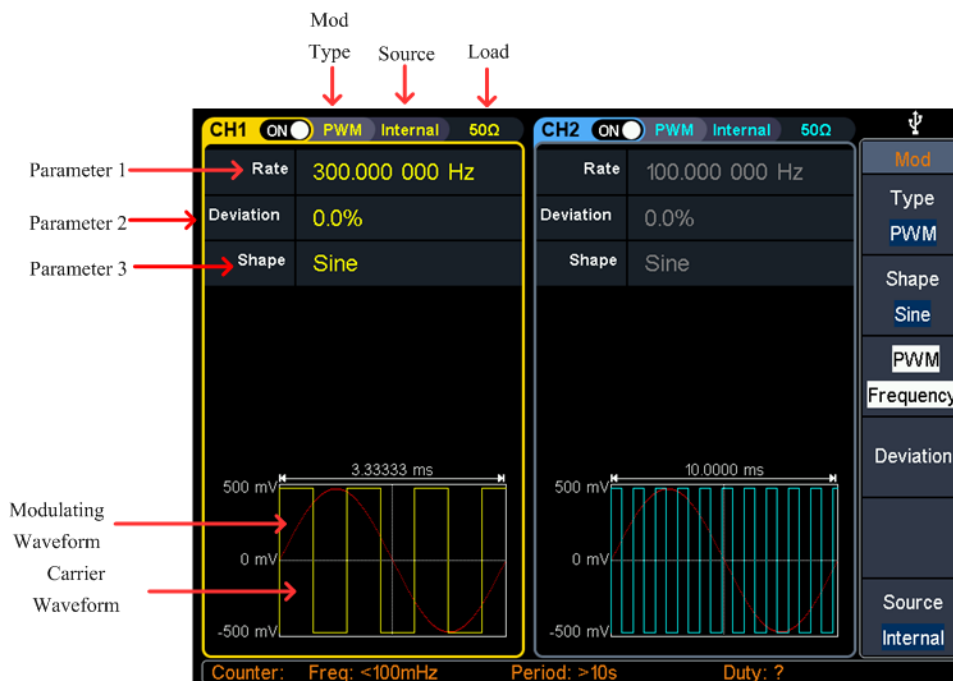 Mod
Type
Source
Load
CH1 ON PWM Internal 50Ω
CH2 ON PWM Internal 50Ω
Parameter 1
Rate 300.000 000 Hz
Parameter 2
Deviation 0.0%
Parameter 3
Shape Sine
Rate 100.000 000 Hz
Deviation 0.0%
Shape Sine
Mod
Type
PWM
Shape
Sine
PWM
Frequency
Deviation
Source
Internal
3.33333 ms
500 mV
0 mV
-500 mV
10.0000 ms
500 mV
0 mV
-500 mV
Modulating
Waveform
Carrier
Waveform
Counter: Freq: <100mHz Period: >10s Duty: ?